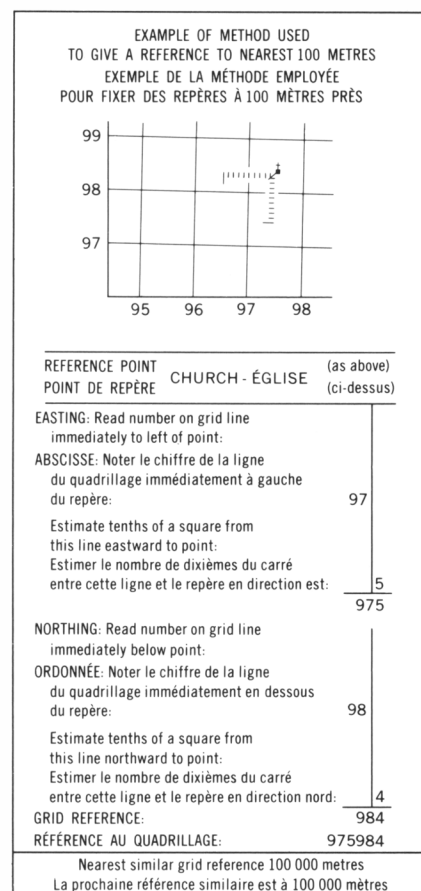 EXAMPLE OF METHOD USED
TO GIVE A REFERENCE TO NEAREST 100 METRES
EXEMPLE DE LA MÉTHODE EMPLOYÉE
POUR FIXER DES REPÈRES À 100 MÈTRES PRÈS
99
98
97
95 96 97 98
REFERENCE POINT
POINT DE REPÈRE
CHURCH - ÉGLISE
(as above)
(ci-dessus)
EASTING: Read number on grid line
immediately to left of point:
ABSCISSE: Noter le chiffre de la ligne
du quadrillage immédiatement à gauche
du repère: 97
Estimate tenths of a square from
this line eastward to point:
Estimer le nombre de dixièmes du carré
entre cette ligne et le repère en direction est: 5
975
NORTHING: Read number on grid line
immediately below point:
ORDONNÉE: Noter le chiffre de la ligne
du quadrillage immédiatement en dessous
du repère: 98
Estimate tenths of a square from
this line northward to point:
Estimer le nombre de dixièmes du carré
entre cette ligne et le repère en direction nord: 4
GRID REFERENCE: 984
RÉFÉRENCE AU QUADRILLAGE: 975984
Nearest similar grid reference 100 000 metres
La prochaine référence similaire est à 100 000 mètres